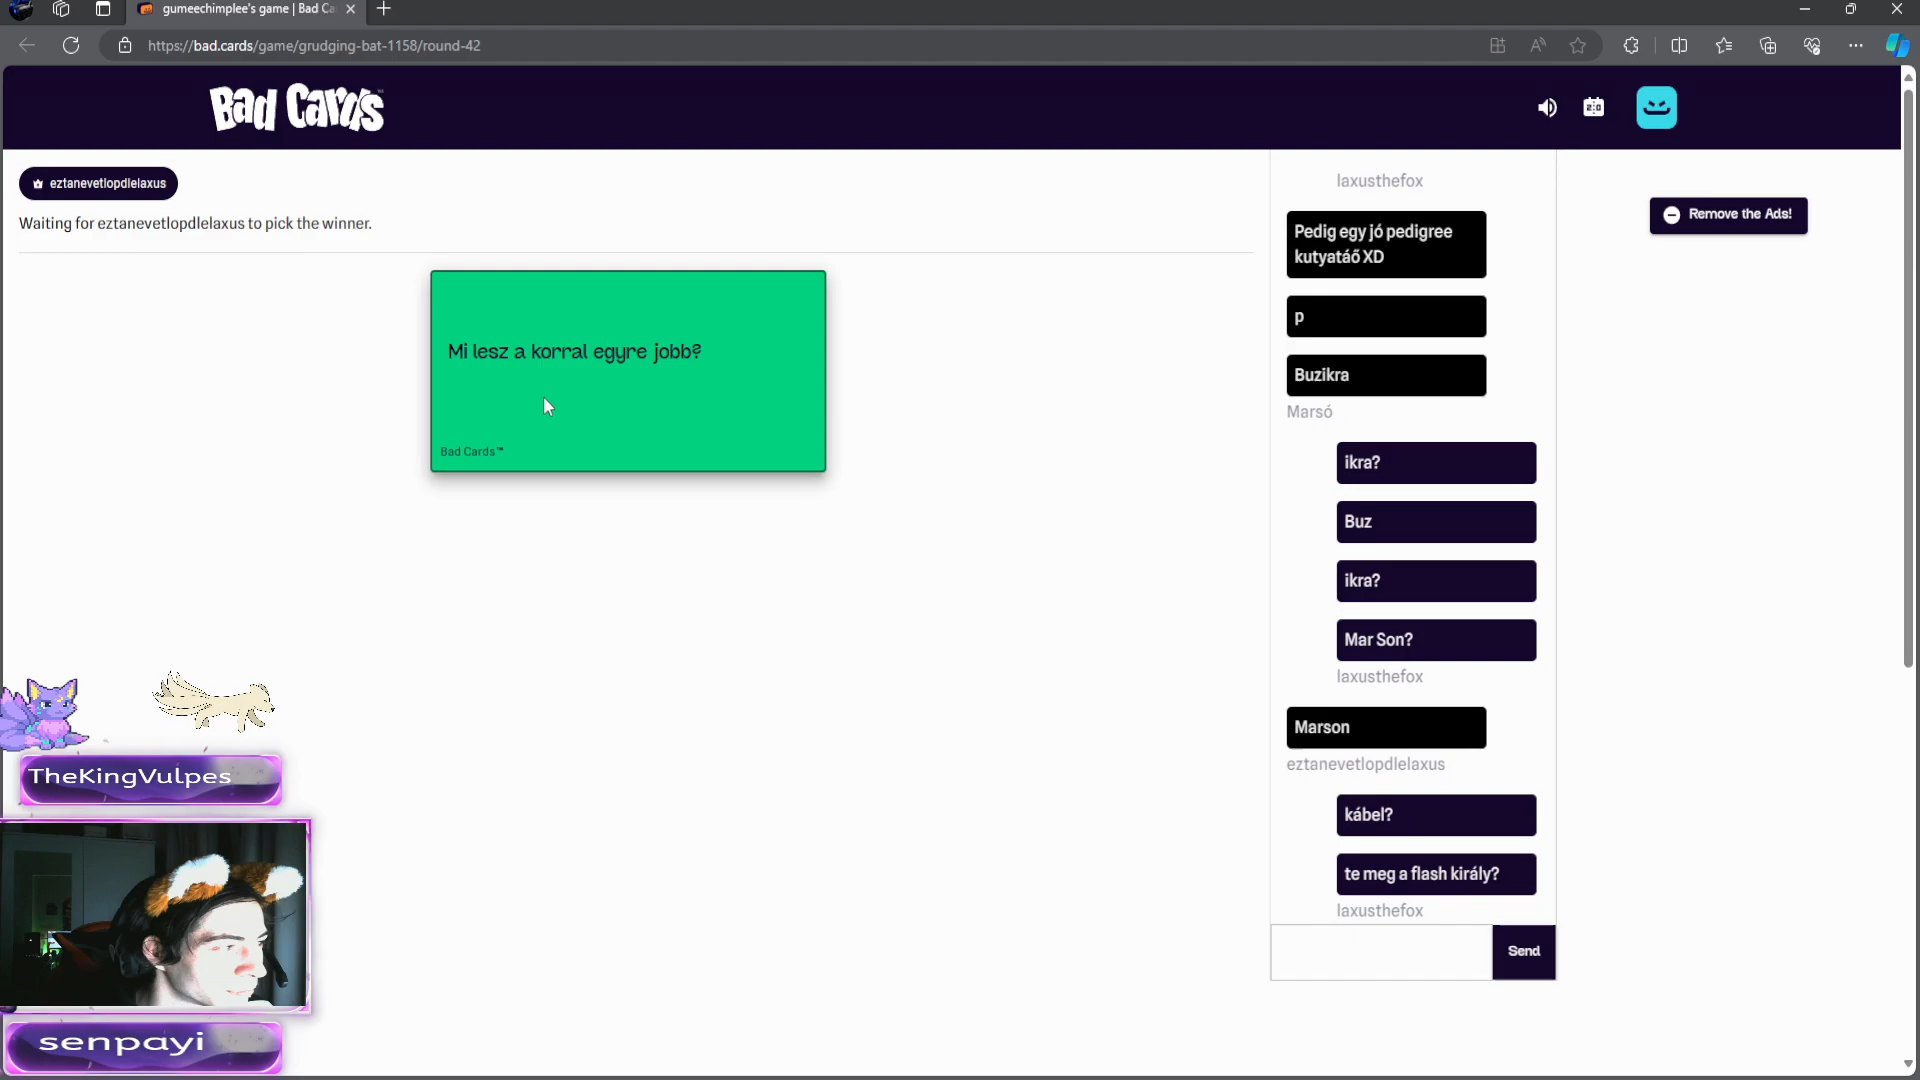 gumeechimplee's game | Bad Ca
https://bad.cards/game/grudging-bat-1158/round-42
Bad Cards
2:0
eztanevetlopdlelaxus
Waiting for eztanevetlopdlelaxus to pick the winner.
Mi lesz a korral egyre jobb?
Bad Cards™
laxusthefox
Pedig egy jó pedigree
kutyatáő XD
p
Buzikra
Marsó
ikra?
Buz
ikra?
Mar Son?
laxusthefox
Marson
eztanevetlopdlelaxus
kábel?
te meg a flash király?
laxusthefox
Send
Remove the Ads!
TheKingVulpes
senpayi